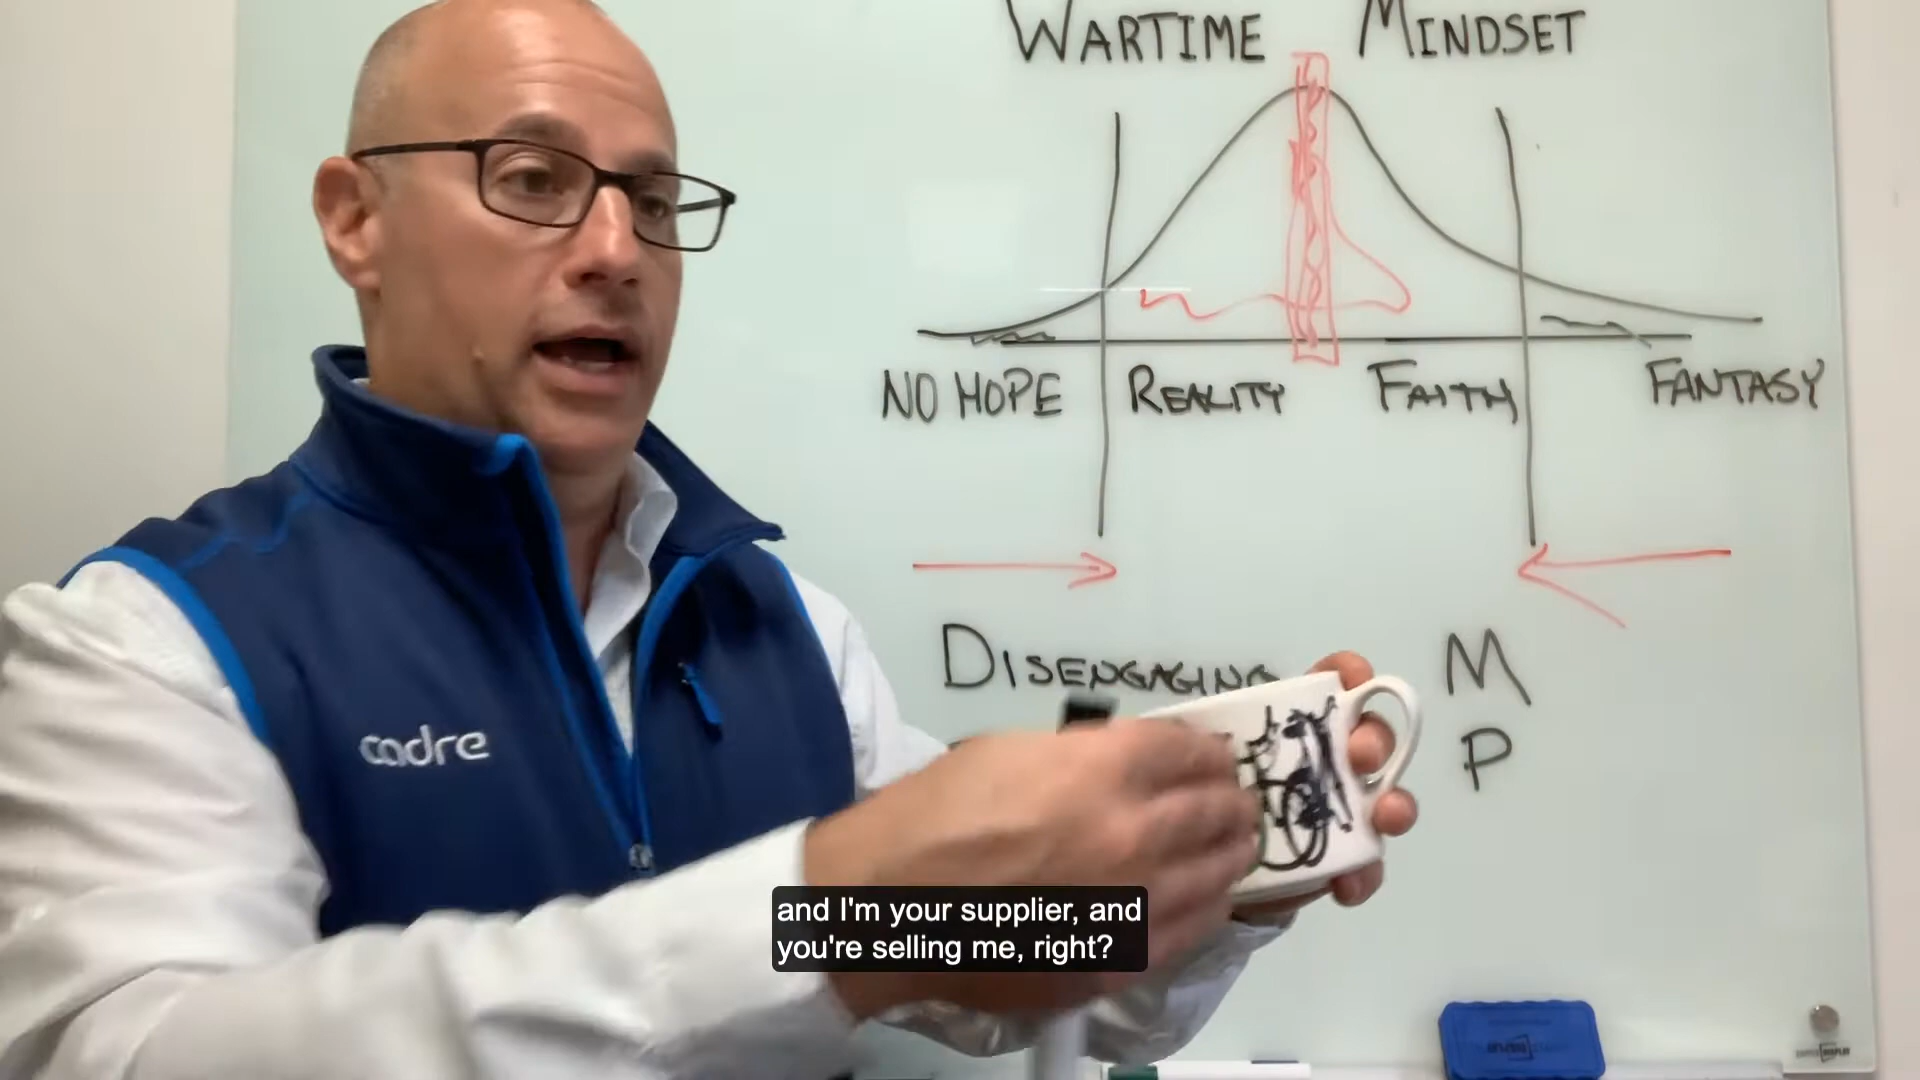 WARTIME MINDSET
NO HOPE REALITY FAITH FANTASY
DISENGAGING M
P
cadre
and I'm your supplier, and
you're selling me, right?